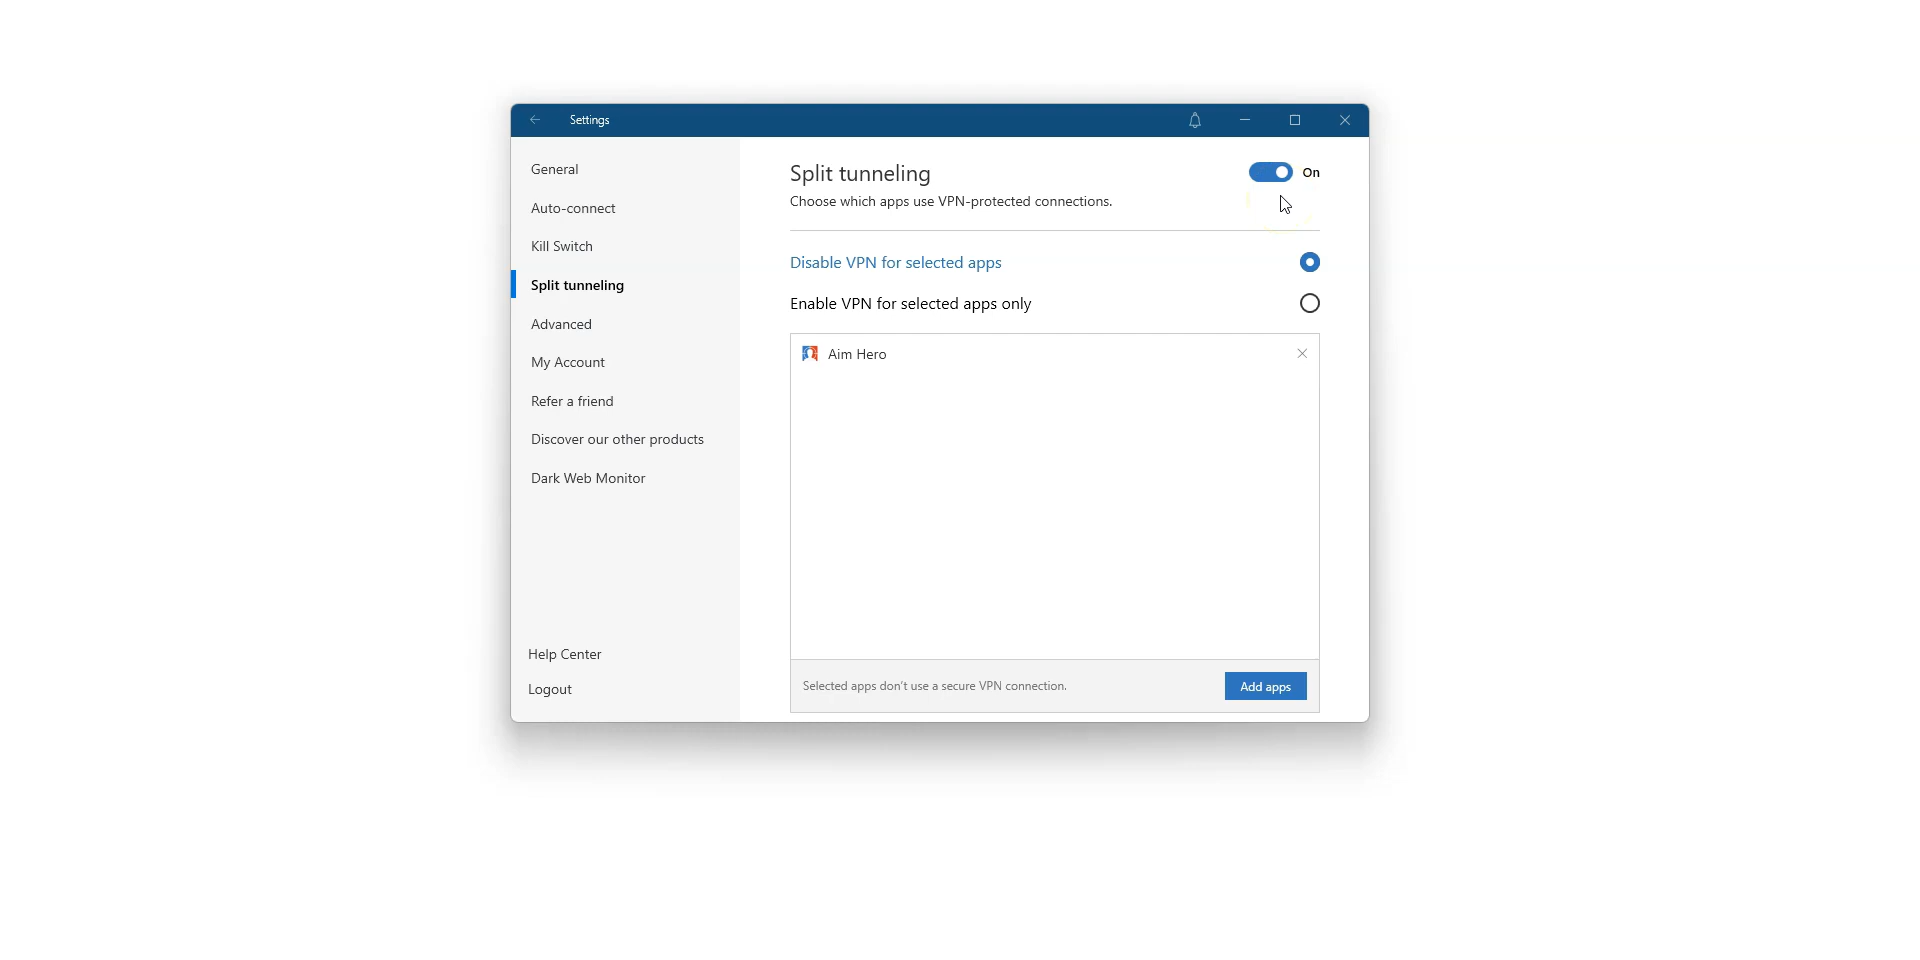 Settings
General
Auto-connect
Kill Switch
Split tunneling
Advanced
My Account
Refer a friend
Discover our other products
Dark Web Monitor
Help Center
Logout
Split tunneling
On
Choose which apps use VPN-protected connections.
Disable VPN for selected apps
Enable VPN for selected apps only
Aim Hero
Selected apps don't use a secure VPN connection.
Add apps